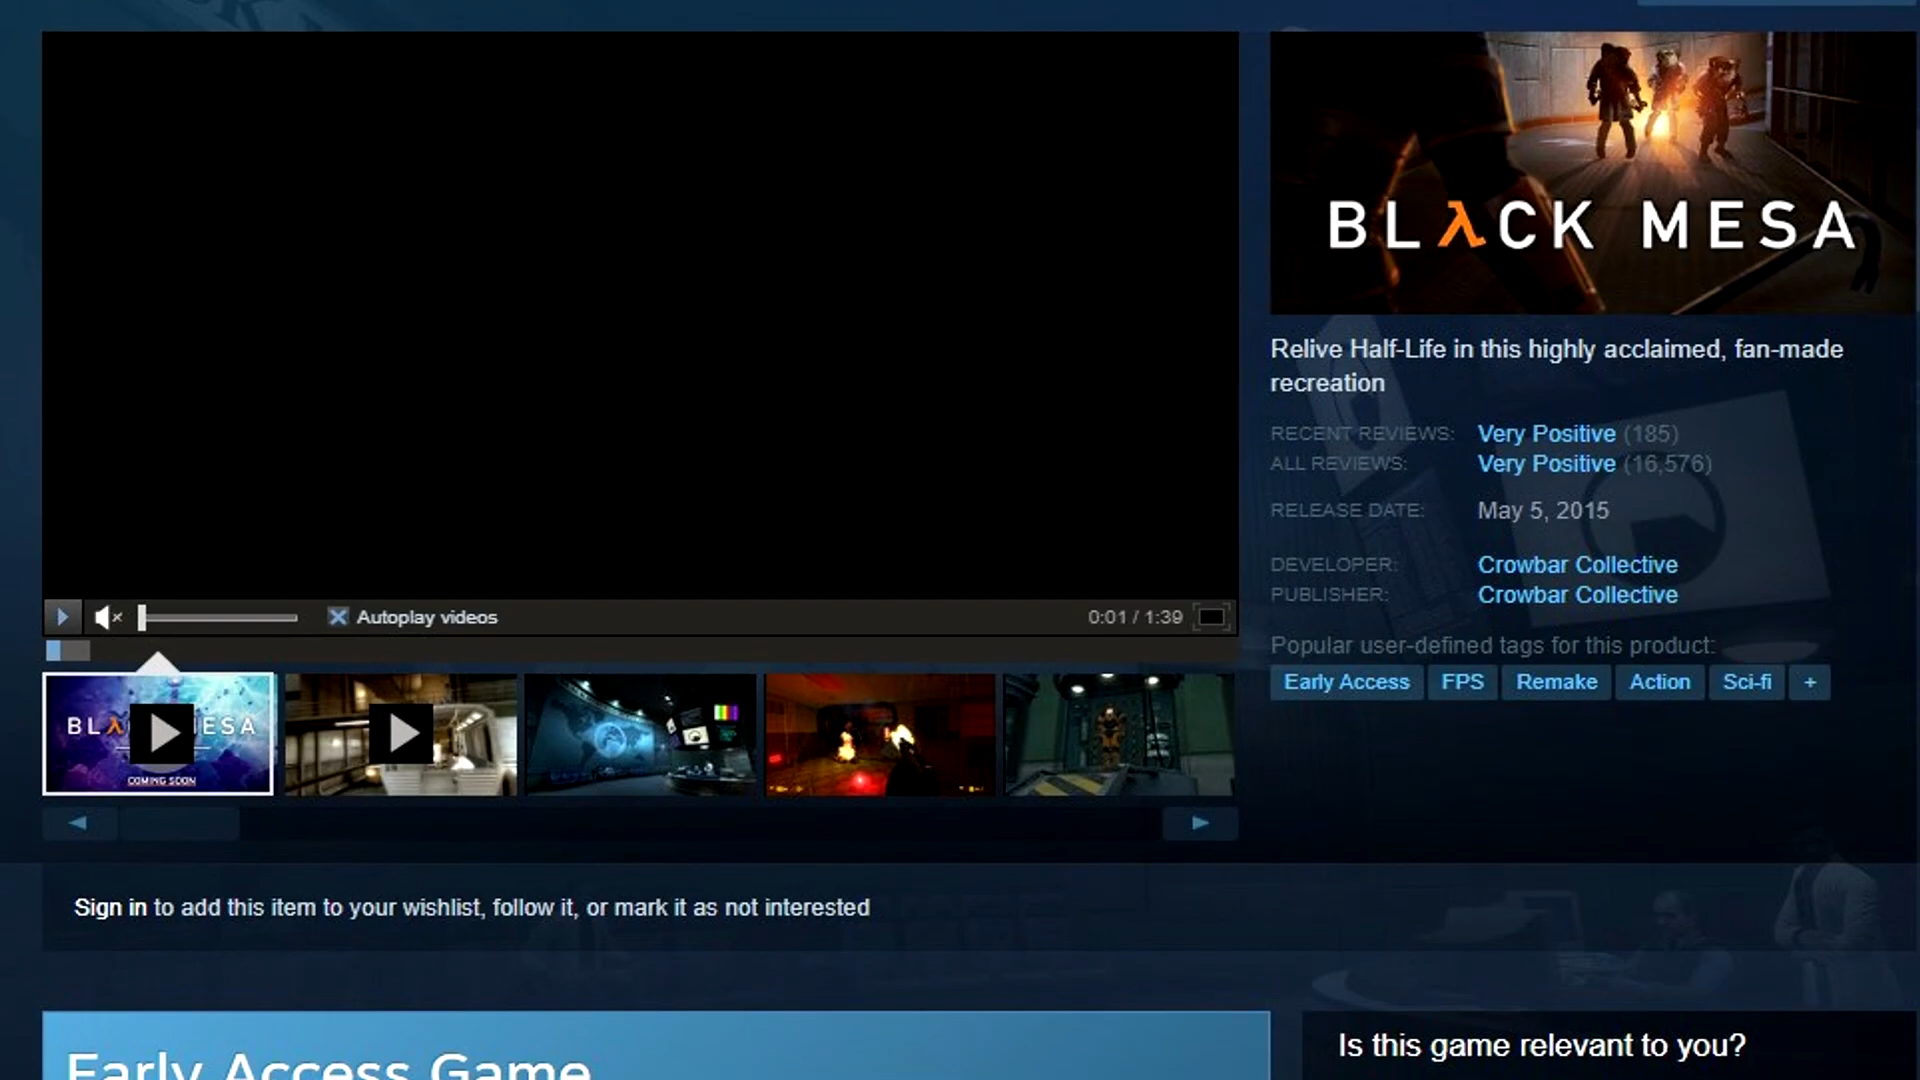 BLλCK MESA
Relive Half-Life in this highly acclaimed, fan-made
recreation
RECENT REVIEWS: Very Positive (185)
ALL REVIEWS: Very Positive (16,576)
RELEASE DATE: May 5, 2015
DEVELOPER: Crowbar Collective
PUBLISHER: Crowbar Collective
Popular user-defined tags for this product:
Early Access FPS Remake Action Sci-fi +
Autoplay videos 0:01 / 1:39
BLλ ESA
COMING SOON
Sign in to add this item to your wishlist, follow it, or mark it as not interested
Early Access Game
Is this game relevant to you?